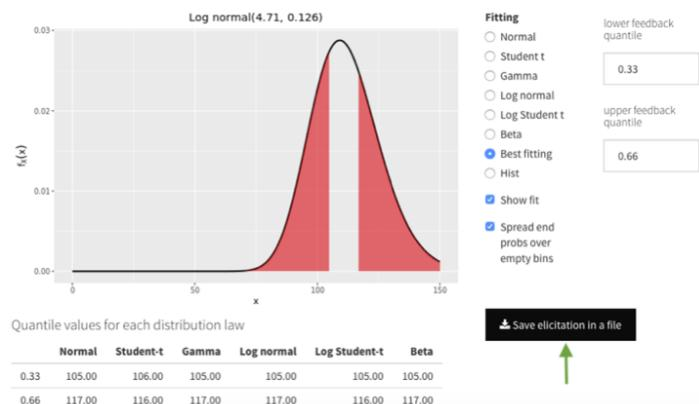 Log normal(4.71, 0.126)
0.03
0.02
0.01
0.00
fₓ(x)
0 50 100 150
x
Fitting
Normal
Student t
Gamma
Log normal
Log Student t
Beta
Best fitting
Hist
Show fit
Spread end
probs over
empty bins
lower feedback
quantile
0.33
upper feedback
quantile
0.66
Save elicitation in a file
Quantile values for each distribution law
Normal Student-t Gamma Log normal Log Student-t Beta
0.33 105.00 106.00 105.00 105.00 105.00 105.00
0.66 117.00 116.00 117.00 117.00 116.00 117.00